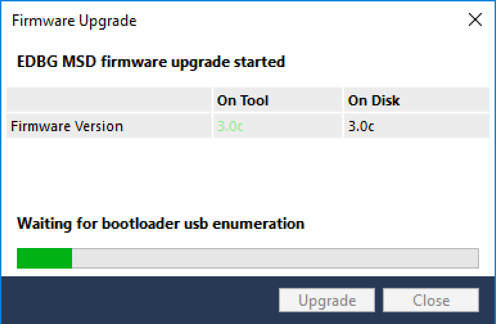 Firmware Upgrade
EDBG MSD firmware upgrade started
On Tool On Disk
Firmware Version 3.0c 3.0c
Waiting for bootloader usb enumeration
Upgrade Close